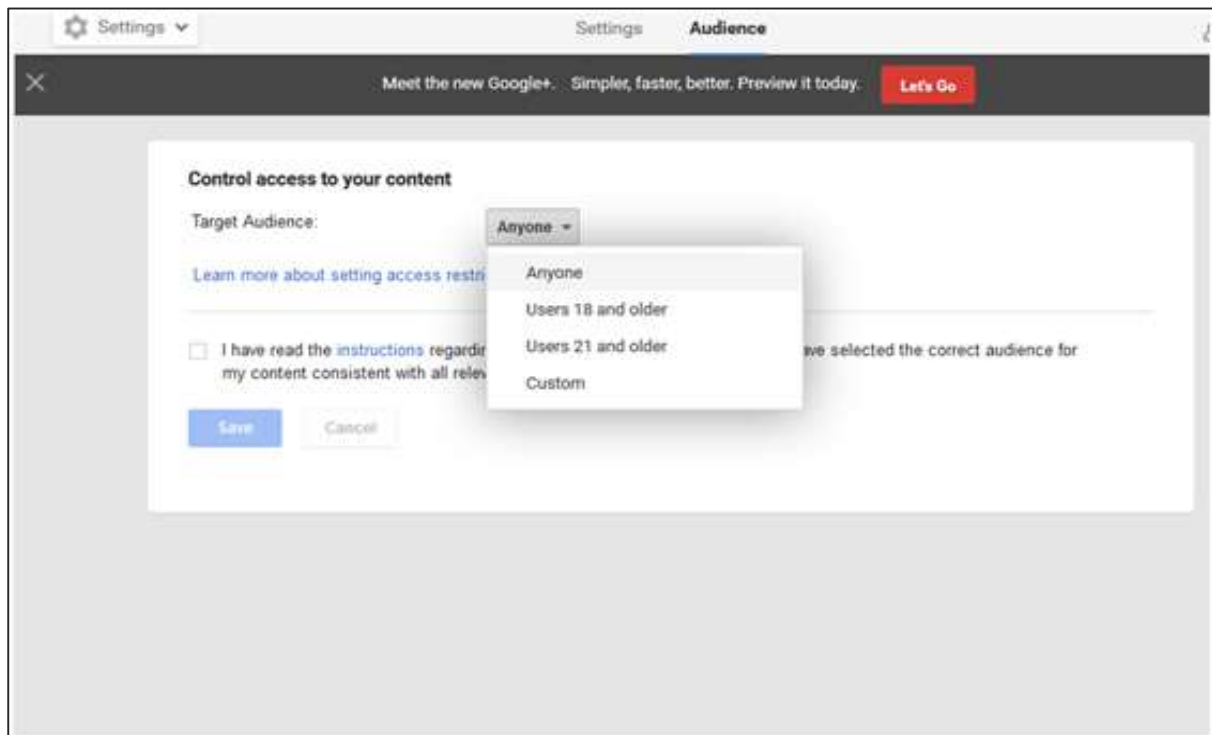 Settings
Settings Audience
Meet the new Google+. Simpler, faster, better. Preview it today. Let's Go
Control access to your content
Target Audience: Anyone
Anyone
Learn more about setting access restri
Users 18 and older
Users 21 and older
I have read the instructions regardin ve selected the correct audience for
my content consistent with all relev
Custom
Save Cancel